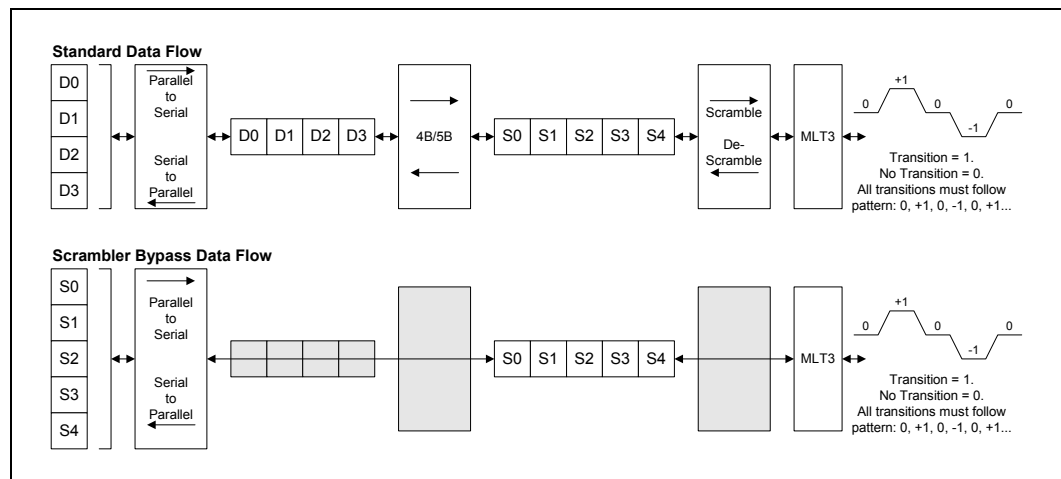 Standard Data Flow
D0
D1
D2
D3
Parallel
to
Serial
Serial
to
Parallel
D0 D1 D2 D3
4B/5B
S0 S1 S2 S3 S4
Scramble
De-
Scramble
MLT3
0 +1 0 -1 0
Transition = 1.
No Transition = 0.
All transitions must follow
pattern: 0, +1, 0, -1, 0, +1...
Scrambler Bypass Data Flow
S0
S1
S2
S3
S4
Parallel
to
Serial
Serial
to
Parallel
S0 S1 S2 S3 S4
MLT3
0 +1 0 -1 0
Transition = 1.
No Transition = 0.
All transitions must follow
pattern: 0, +1, 0, -1, 0, +1...